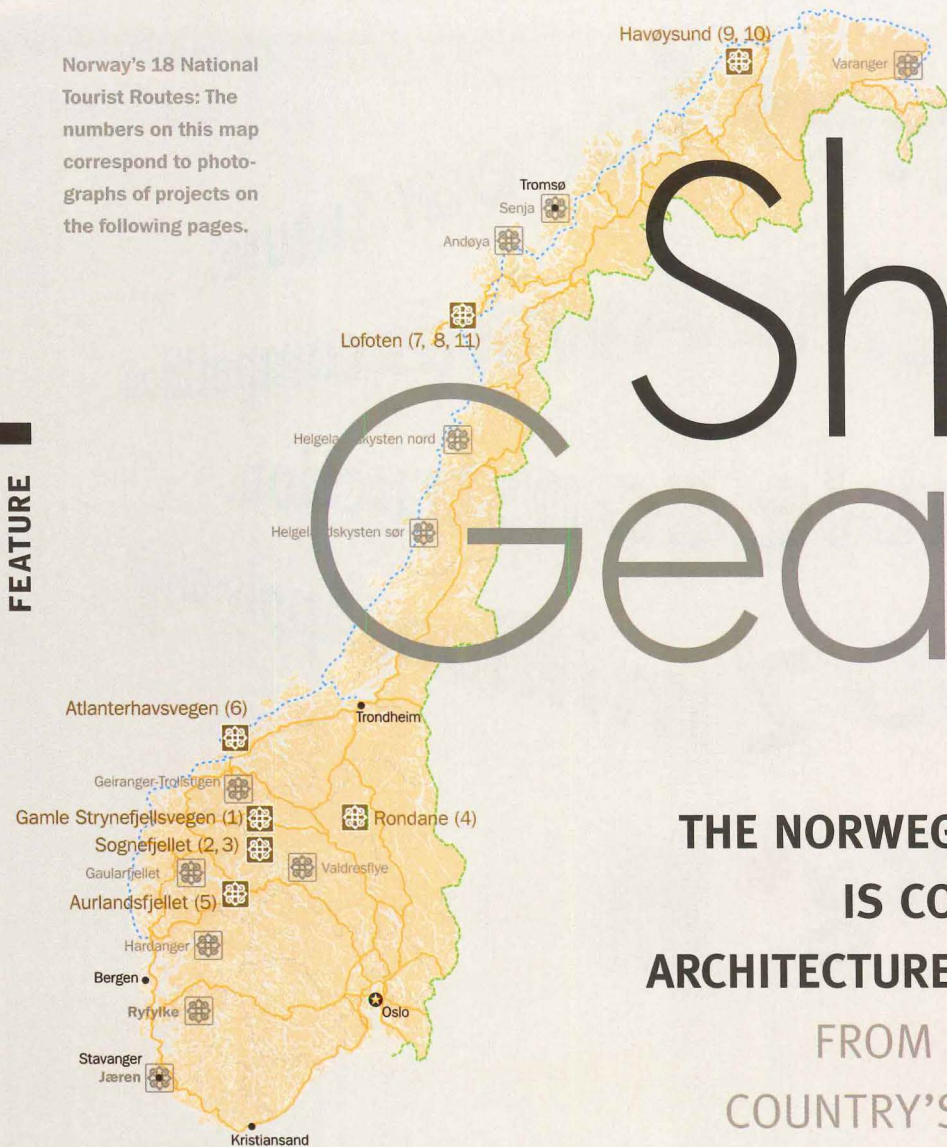 Norway's 18 National
Tourist Routes: The
numbers on this map
correspond to photo-
graphs of projects on
the following pages.
Havøysund (9, 10)
Varanger
Tromsø
Senja
Andøya
Lofoten (7, 8, 11)
Sh
Gea
FEATURE
Helgelandskysten nord
Helgelandskysten sør
Atlanterhavsvegen (6)
Trondheim
Geiranger-Trollstigen
Gamle Strynefjellsvegen (1)
Rondane (4)
Sognefjellet (2, 3)
Gaularfjellet
Valdresflye
Aurlandsfjellet (5)
Hardanger
Bergen
Ryfylke
Oslo
Stavanger
Jæren
Kristiansand
THE NORWEG
IS CO
ARCHITECTURE
FROM
COUNTRY'S